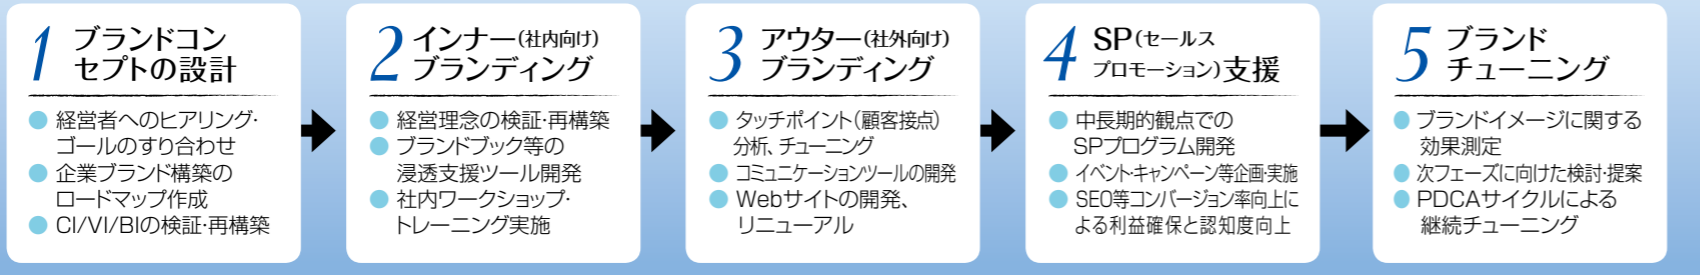 1 ブランドコン
セプトの設計
● 経営者へのヒアリング・
ゴールのすり合わせ
● 企業ブランド構築の
ロードマップ作成
● CI/VI/BIの検証・再構築
2 インナー（社内向け）
ブランディング
● 経営理念の検証・再構築
● ブランドブック等の
浸透支援ツール開発
● 社内ワークショップ・
トレーニング実施
3 アウター（社外向け）
ブランディング
● タッチポイント（顧客接点）
分析、チューニング
● コミュニケーションツールの開発
● Webサイトの開発、
リニューアル
4 SP（セールス
プロモーション）支援
● 中長期的観点での
SPプログラム開発
● イベント・キャンペーン等企画・実施
● SEO等コンバージョン率向上に
よる利益確保と認知度向上
5 ブランド
チューニング
● ブランドイメージに関する
効果測定
● 次フェーズに向けた検討・提案
● PDCAサイクルによる
継続チューニング